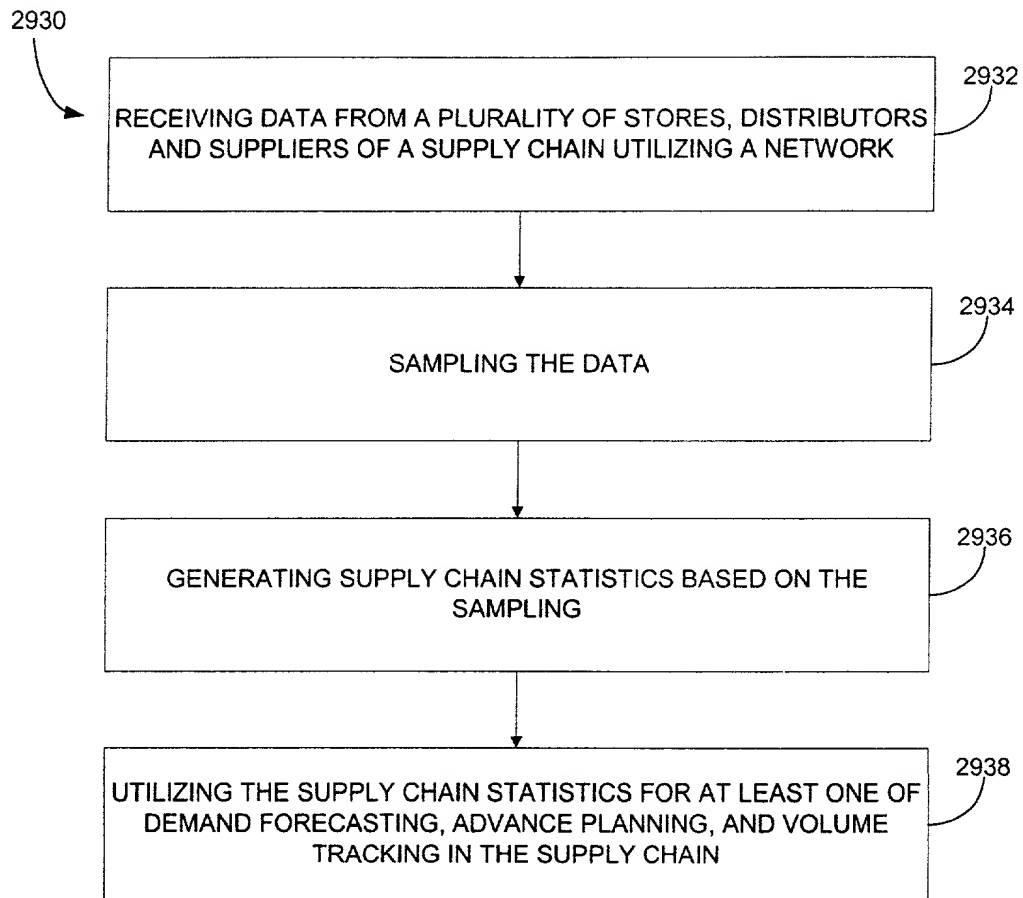 2930
2932
RECEIVING DATA FROM A PLURALITY OF STORES, DISTRIBUTORS
AND SUPPLIERS OF A SUPPLY CHAIN UTILIZING A NETWORK
2934
SAMPLING THE DATA
2936
GENERATING SUPPLY CHAIN STATISTICS BASED ON THE
SAMPLING
2938
UTILIZING THE SUPPLY CHAIN STATISTICS FOR AT LEAST ONE OF
DEMAND FORECASTING, ADVANCE PLANNING, AND VOLUME
TRACKING IN THE SUPPLY CHAIN